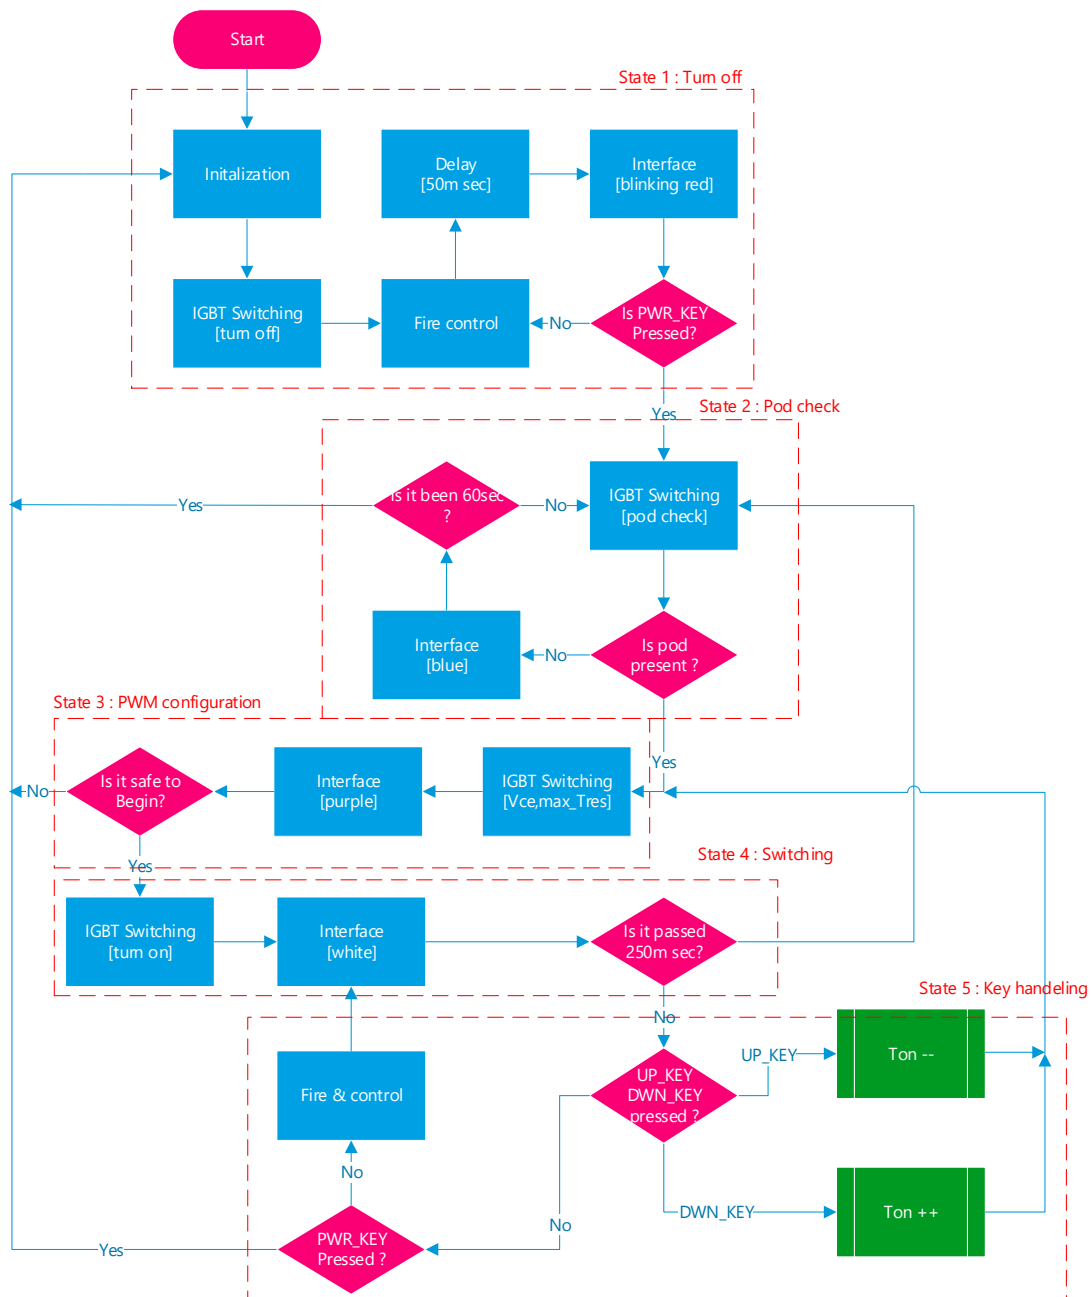 Start
State 1 : Turn off
Initalization
Delay
[50m sec]
Interface
[blinking red]
IGBT Switching
[turn off]
Fire control
No
Is PWR_KEY
Pressed?
Yes
State 2 : Pod check
Is it been 60sec
?
Yes
No
IGBT Switching
[pod check]
Interface
[blue]
No
Is pod
present ?
State 3 : PWM configuration
Yes
Is it safe to
Begin?
No
Interface
[purple]
IGBT Switching
[Vce,max_Tres]
Yes
State 4 : Switching
IGBT Switching
[turn on]
Interface
[white]
Is it passed
250m sec?
State 5 : Key handeling
No
Fire & control
UP_KEY
DWN_KEY
pressed ?
UP_KEY
Ton --
No
DWN_KEY
Ton ++
No
PWR_KEY
Pressed ?
Yes